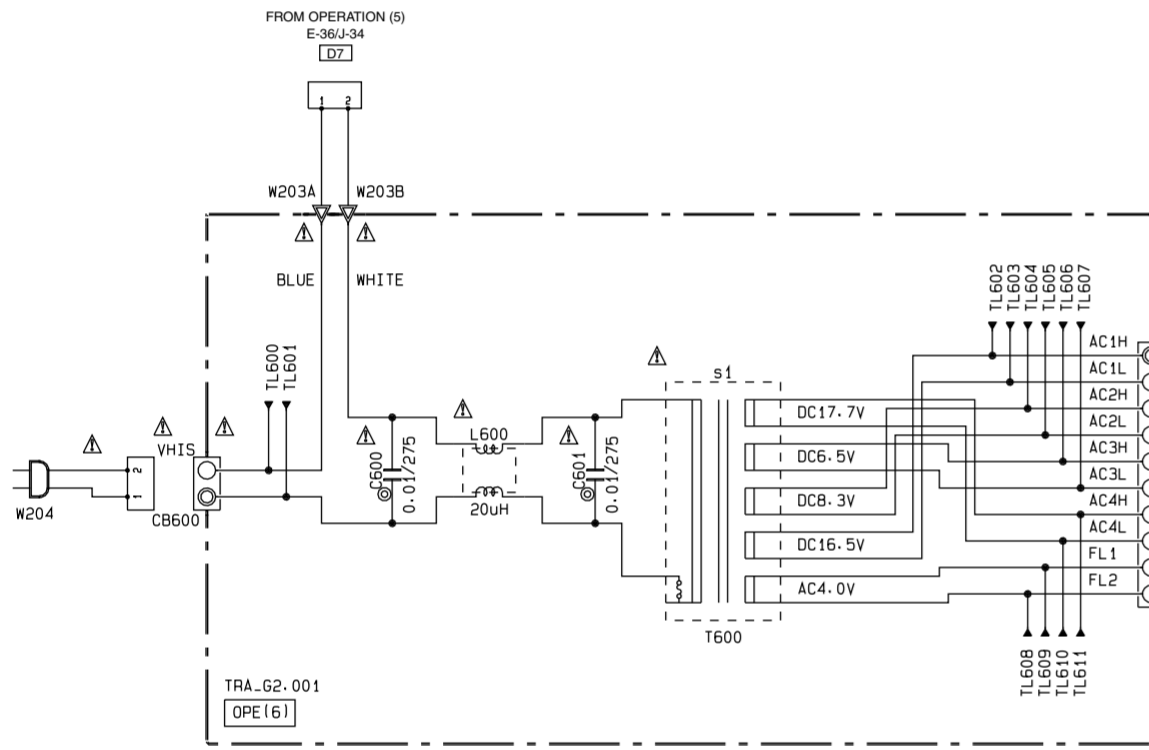 FROM OPERATION (5)
E-36/J-34
D7
1 2
W203A W203B
BLUE WHITE
TL600
TL601
TL602
TL603
TL604
TL605
TL606
TL607
AC1H
AC1L
AC2H
AC2L
AC3H
AC3L
AC4H
AC4L
FL1
FL2
s1
DC17.7V
DC6.5V
DC8.3V
DC16.5V
AC4.0V
T600
L600
20uH
C600
0.01/275
C601
0.01/275
VHIS
2
1
W204
CB600
TL608
TL609
TL610
TL611
TRA_G2.001
OPE(6)